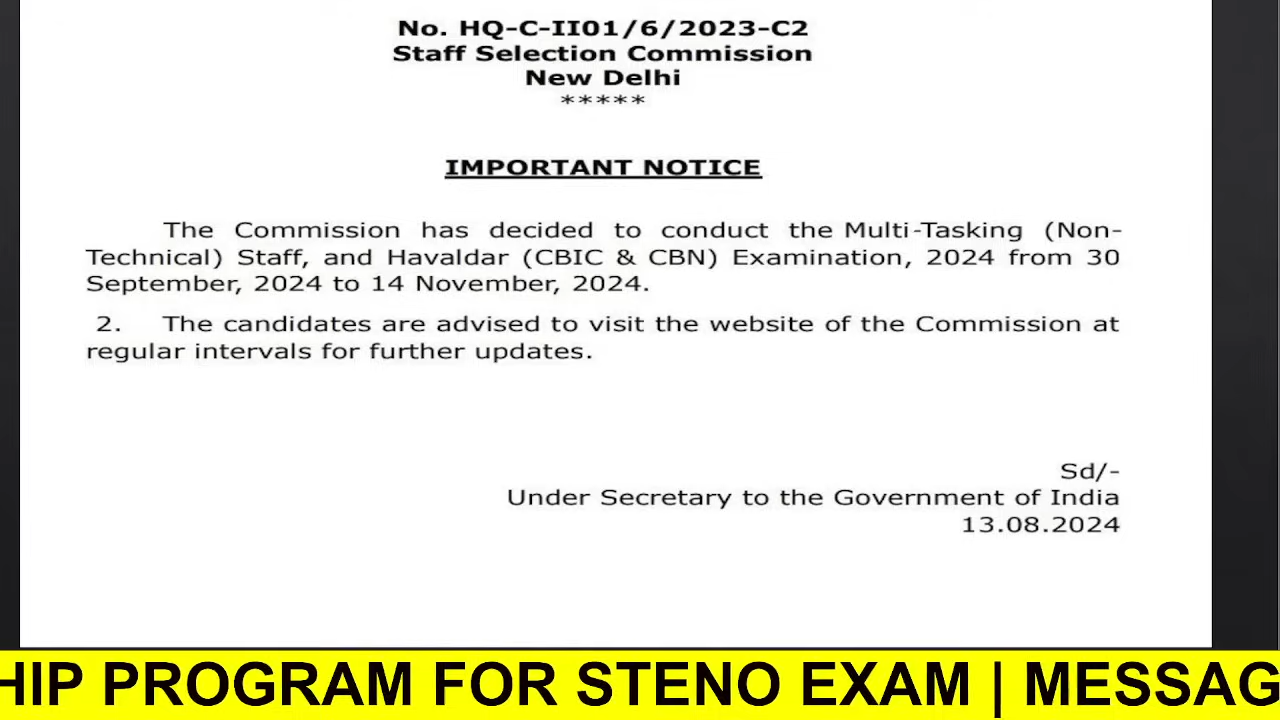 No. HQ-C-II01/6/2023-C2
Staff Selection Commission
New Delhi
*****
IMPORTANT NOTICE
The Commission has decided to conduct the Multi-Tasking (Non-
Technical) Staff, and Havaldar (CBIC & CBN) Examination, 2024 from 30
September, 2024 to 14 November, 2024.
2. The candidates are advised to visit the website of the Commission at
regular intervals for further updates.
Sd/-
Under Secretary to the Government of India
13.08.2024
HIP PROGRAM FOR STENO EXAM | MESSAG